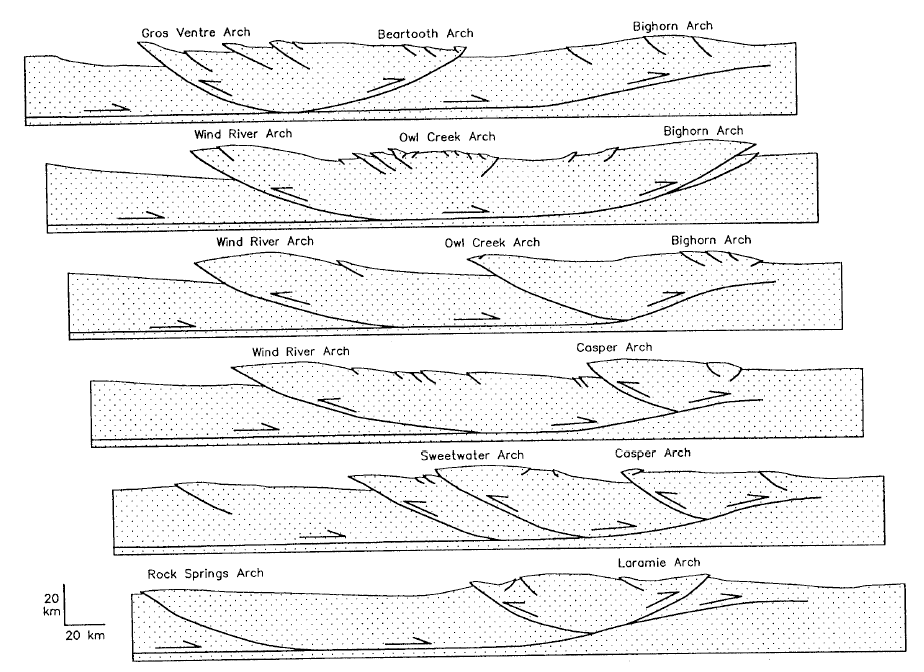 Gros Ventre Arch
Beartooth Arch
Bighorn Arch
Wind River Arch
Owl Creek Arch
Bighorn Arch
Wind River Arch
Owl Creek Arch
Bighorn Arch
Wind River Arch
Casper Arch
Sweetwater Arch
Casper Arch
Rock Springs Arch
Laramie Arch
20
km
20 km